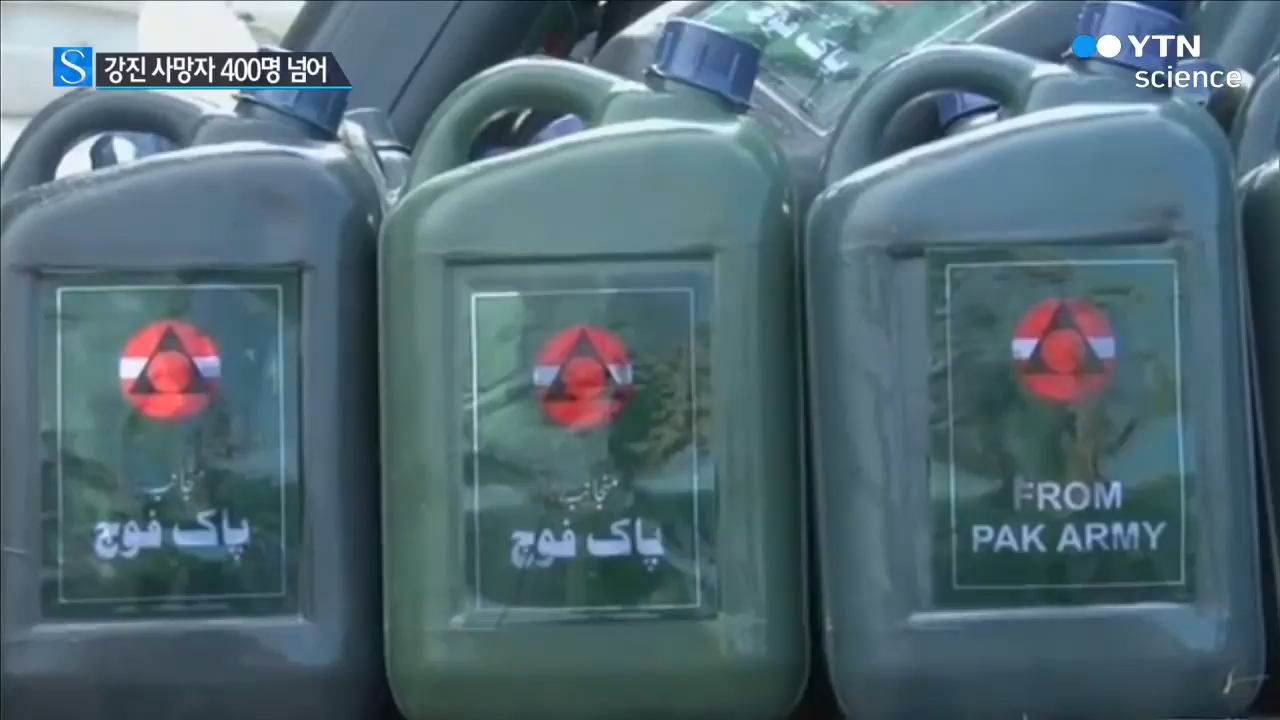 S 강진 사망자 400명 넘어
YTN
science
منجانب
پاک فوج
منجانب
پاک فوج
FROM
PAK ARMY